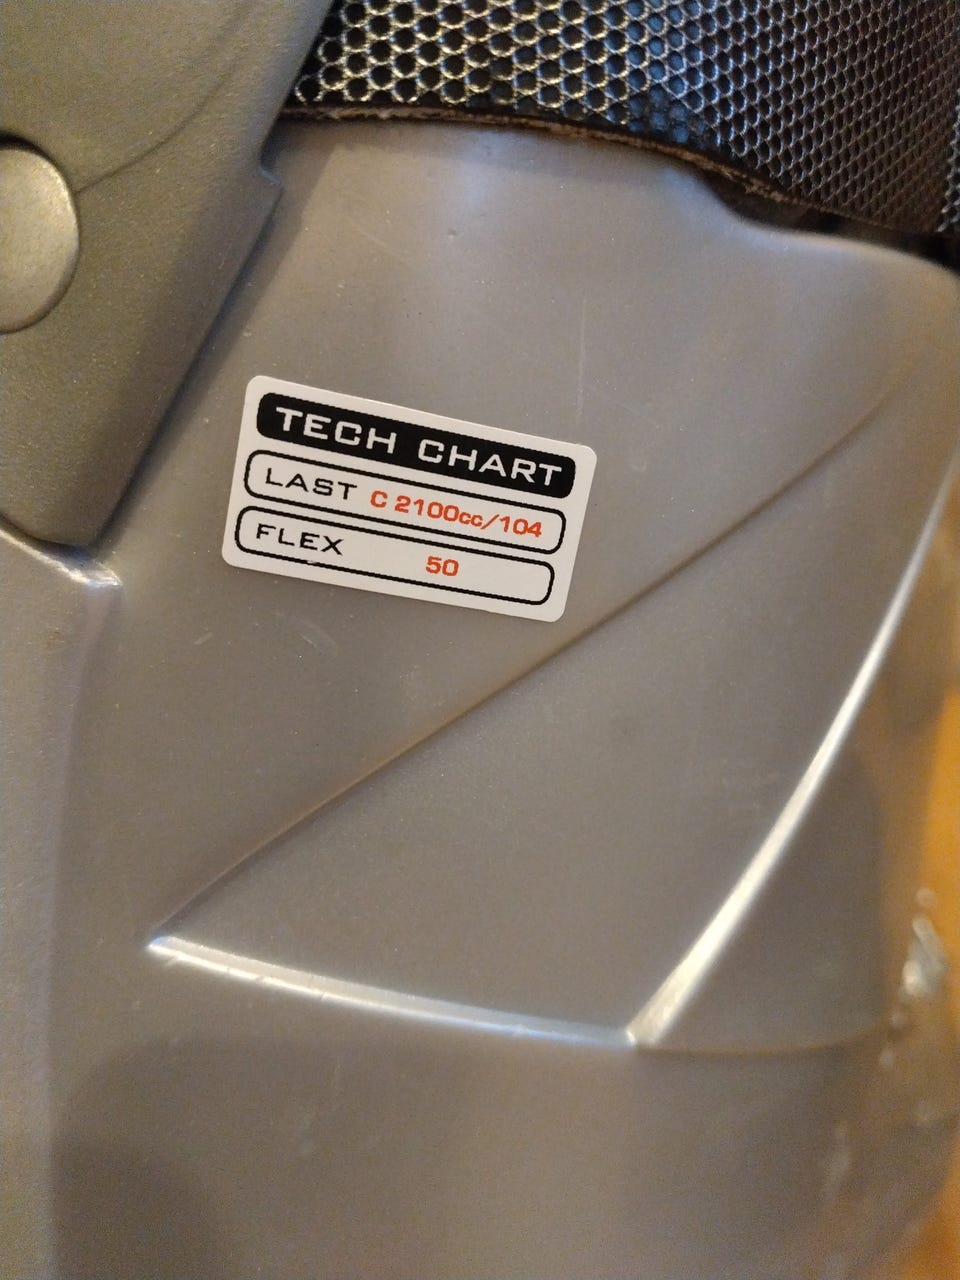 TECH CHART
LAST C 2100cc/104
FLEX 50